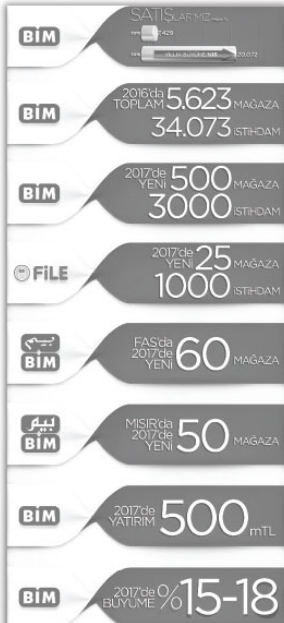 BİM
SATIŞLARIMIZ
BİM
2016'da
TOPLAM 5.623 MAĞAZA
34.073 İSTİHDAM
BİM
2017'de
YENİ 500 MAĞAZA
3000 İSTİHDAM
FiLE
2017'de
YENİ 25 MAĞAZA
1000 İSTİHDAM
بيم
BİM
FAS'da
2017'de
YENİ 60 MAĞAZA
بيم
BİM
MISIR'da
2017'de
YENİ 50 MAĞAZA
BİM
2017'de
YATIRIM 500 mTL
BİM
2017'de
BÜYÜME %15-18